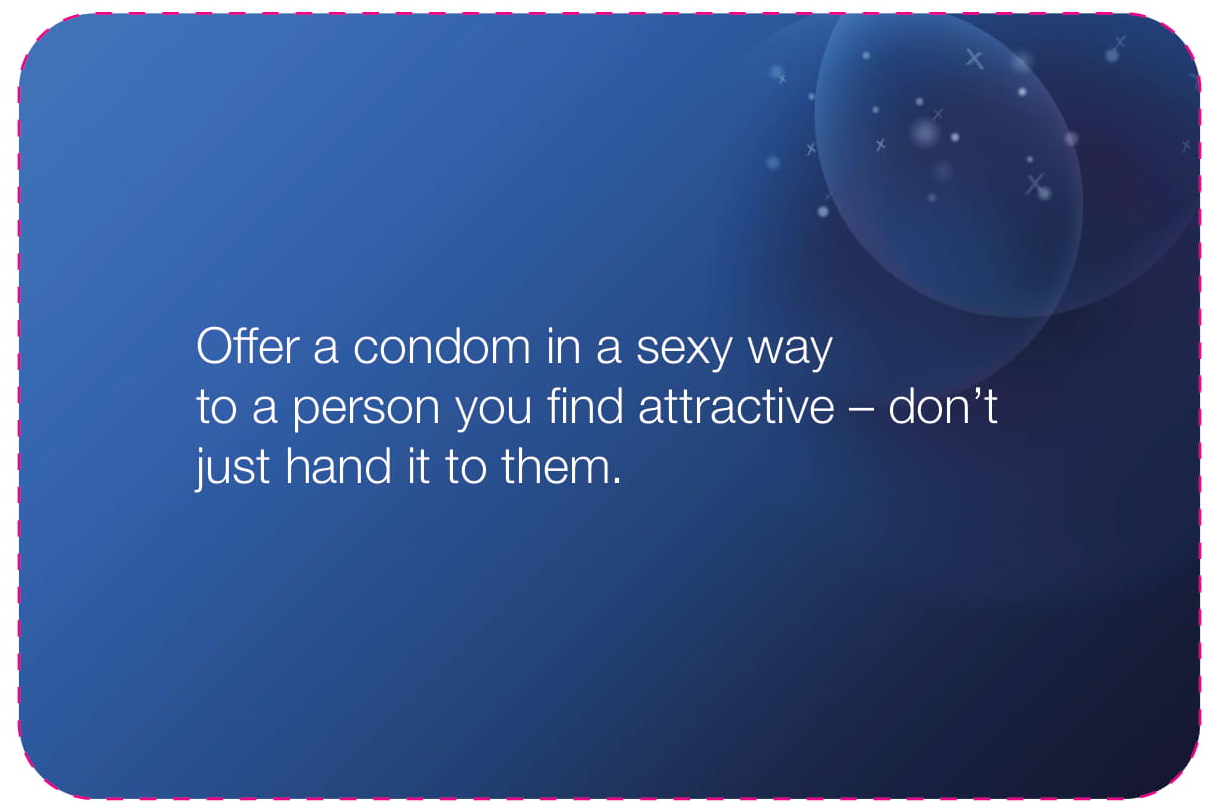 Offer a condom in a sexy way
to a person you find attractive – don’t
just hand it to them.